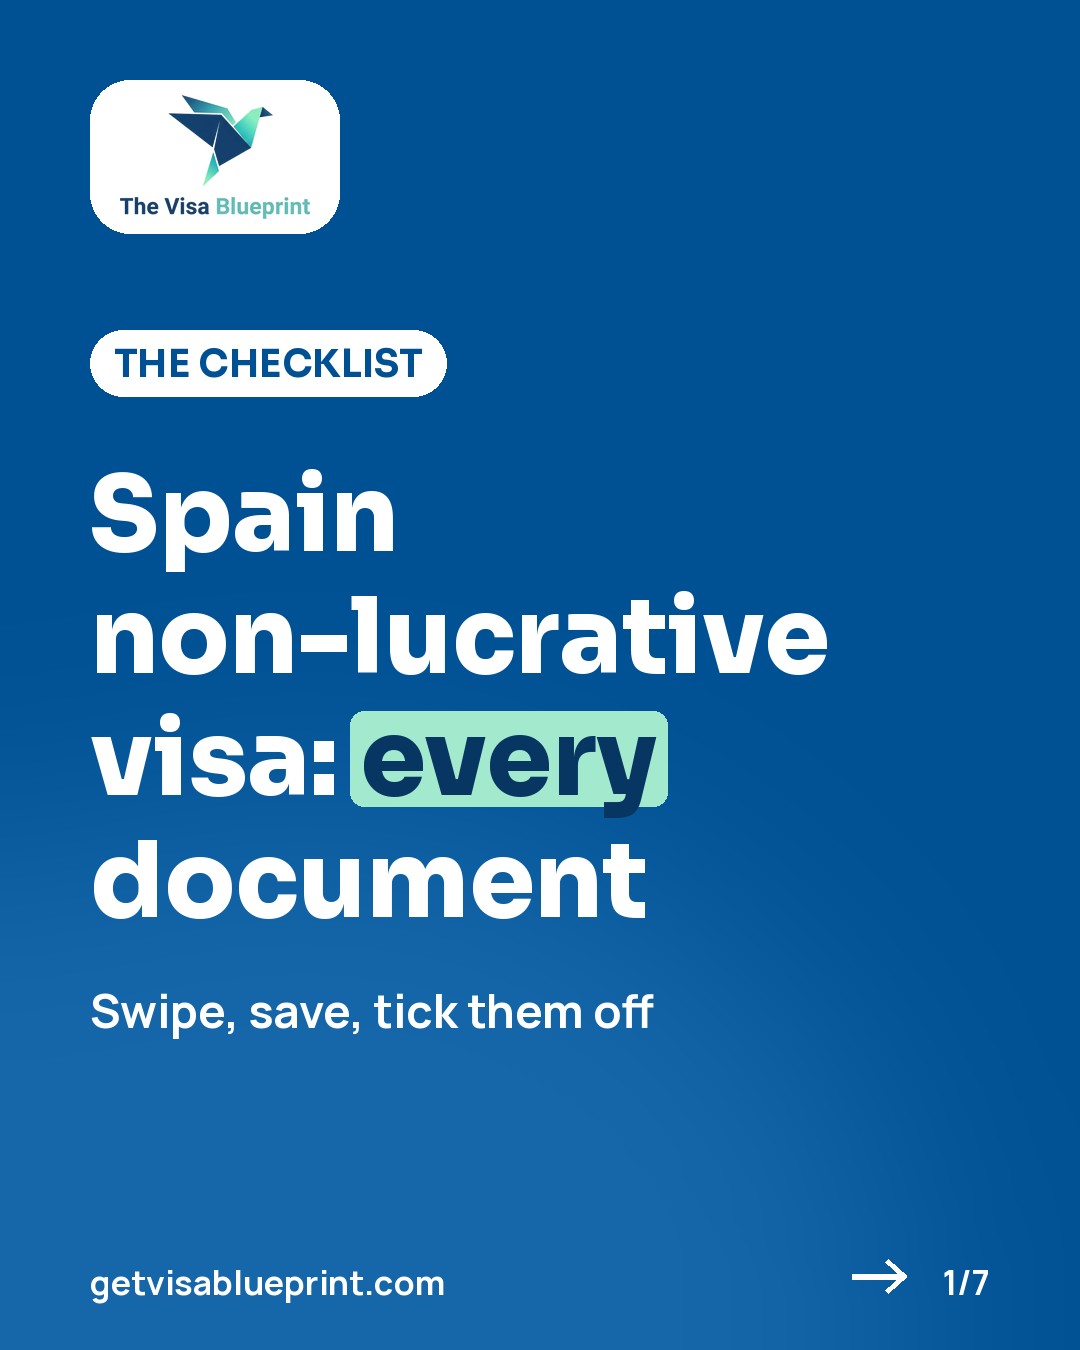 The Visa Blueprint
THE CHECKLIST
Spain
non-lucrative
visa: every
document
Swipe, save, tick them off
getvisablueprint.com
1/7